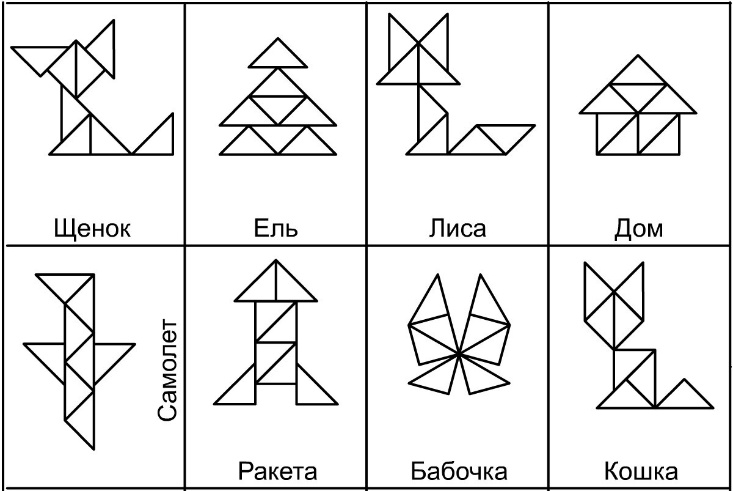 Щенок
Ель
Лиса
Дом
Самолет
Ракета
Бабочка
Кошка